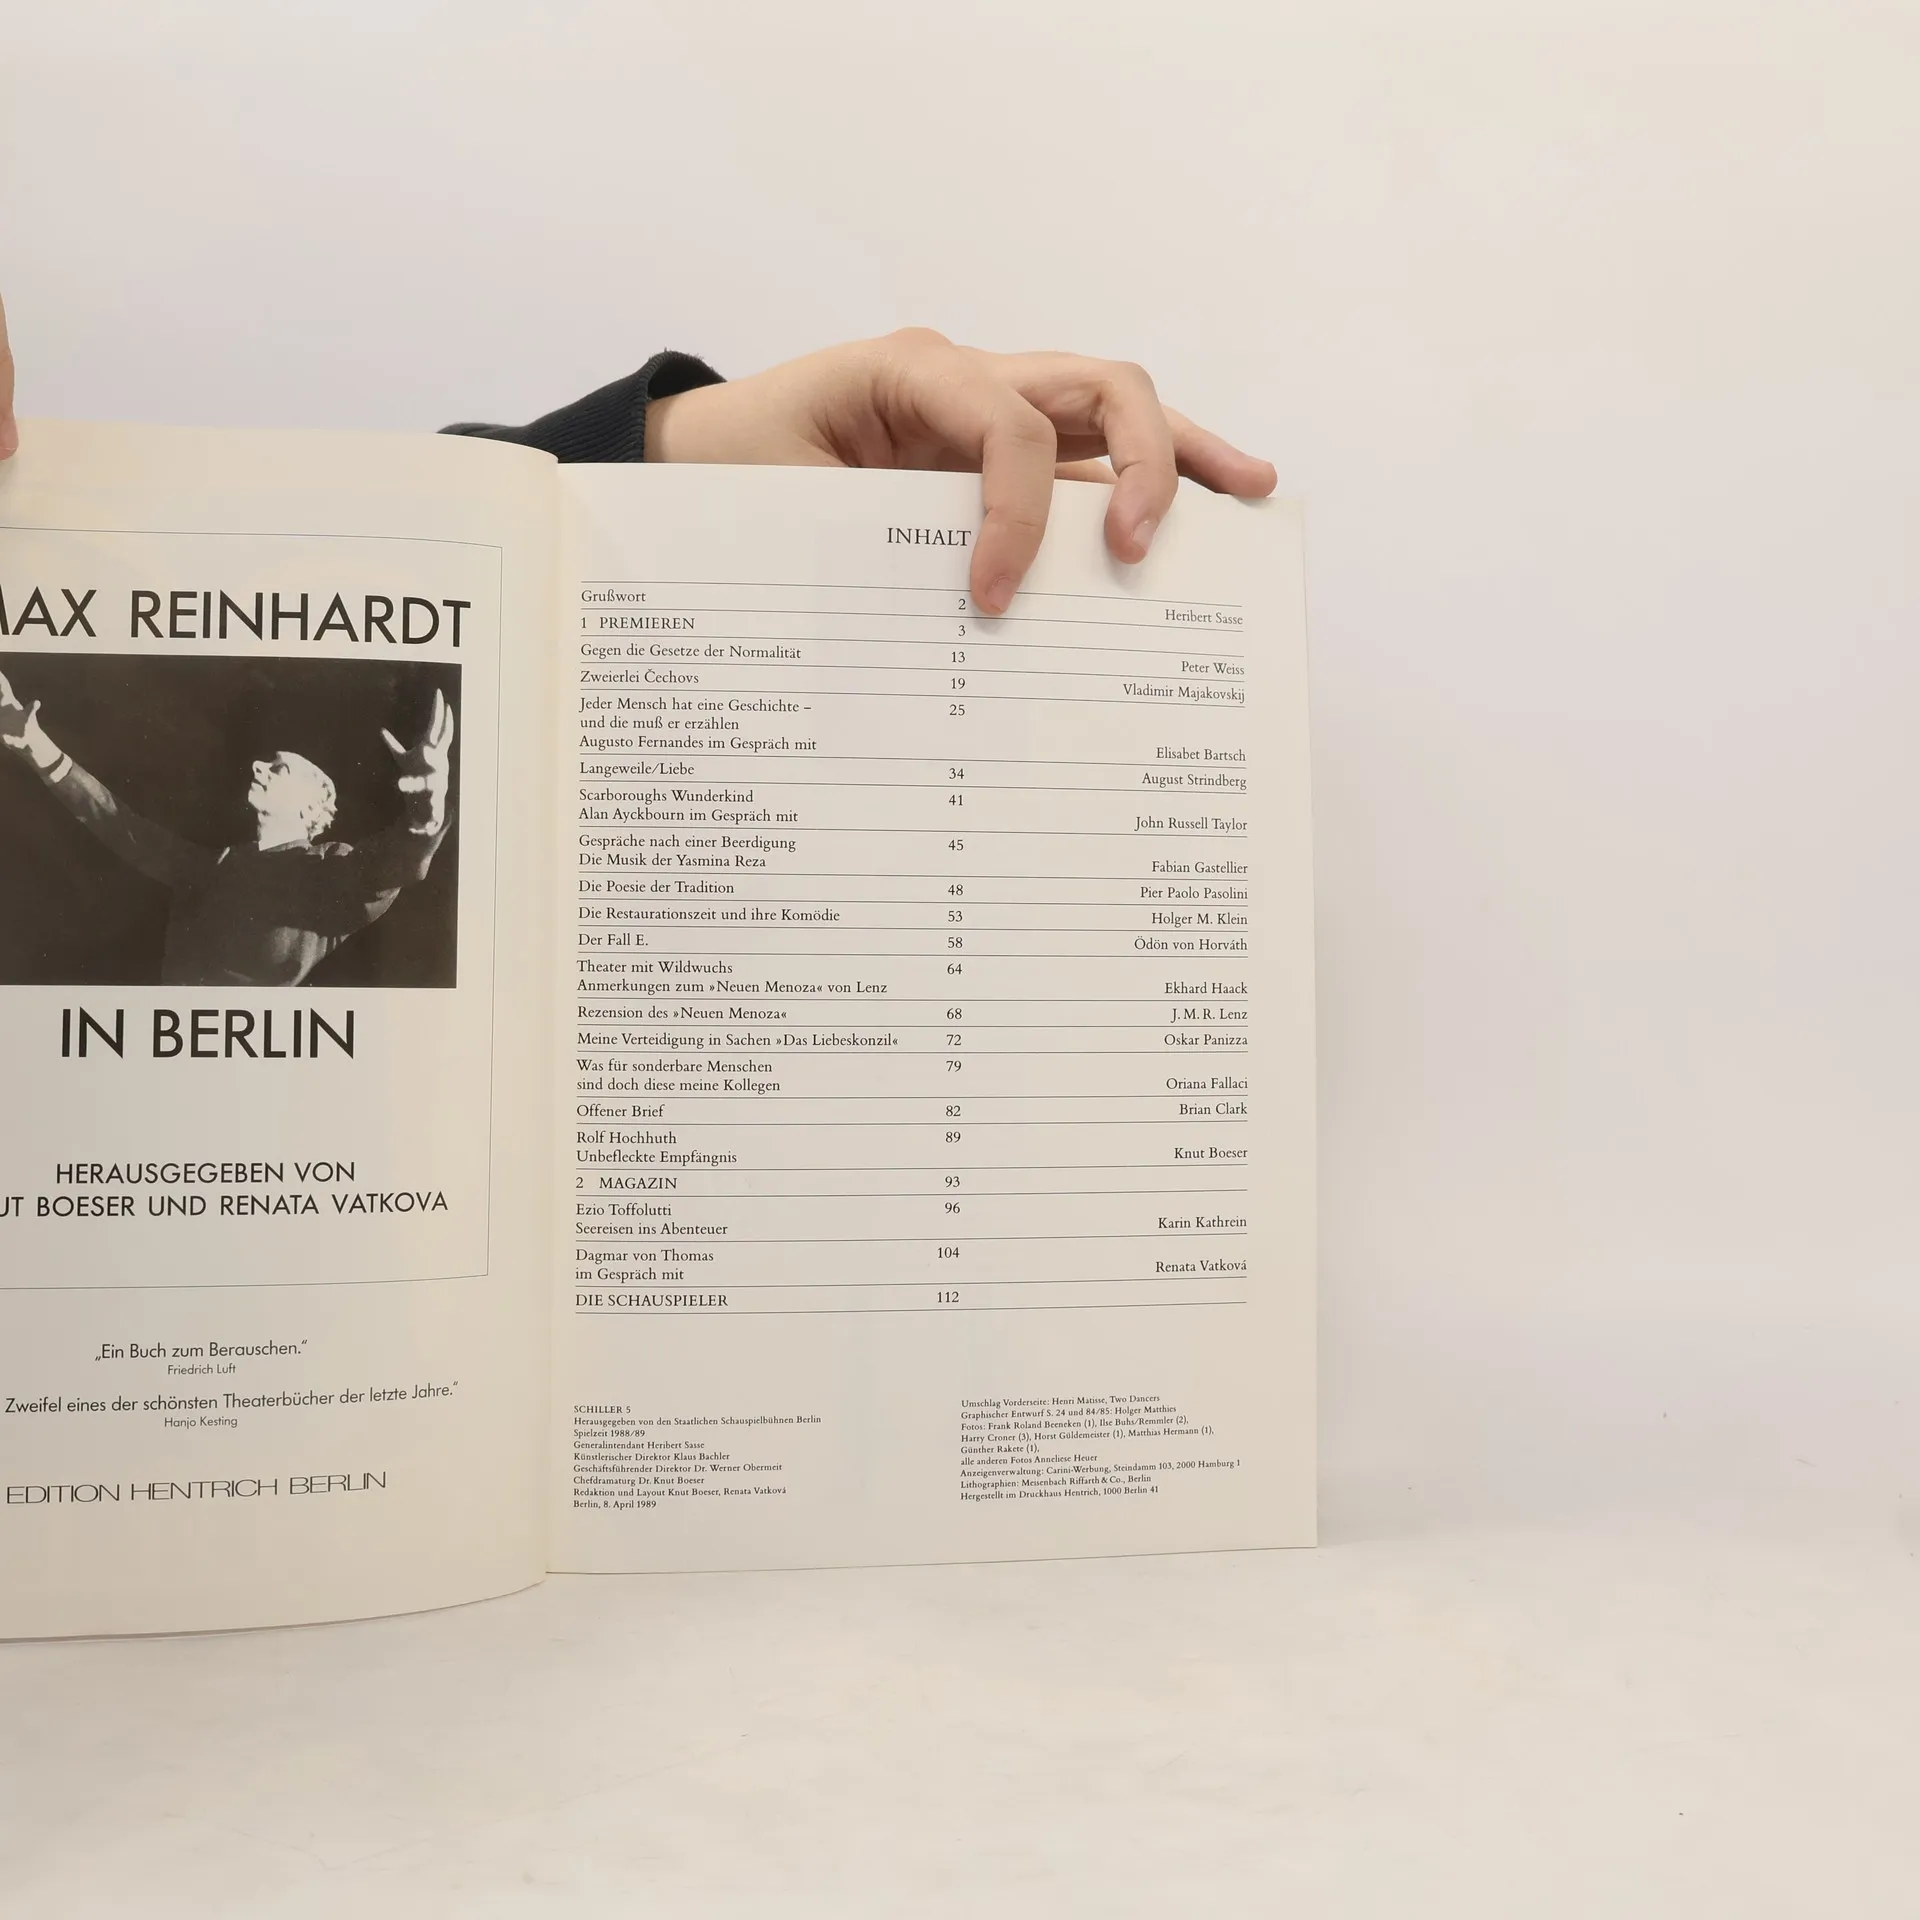 REINHARDT
IN BERLIN
HERAUSGEGEBEN VON
BOESER UND RENATA VATKOVA
„Ein Buch zum Berauschen.“
Friedrich Luft
Zweifel eines der schönsten Theaterbücher der letzte Jahre.“
Hanjo Kesting
EDITION HENTRICH BERLIN
INHALT
Grußwort 2 Heribert Sasse
1 PREMIEREN 3
Gegen die Gesetze der Normalität 13 Peter Weiss
Zweierlei Čechovs 19 Vladimir Majakovskij
Jeder Mensch hat eine Geschichte – 25
und die muß er erzählen
Augusto Fernandes im Gespräch mit Elisabet Bartsch
Langeweile/Liebe 34 August Strindberg
Scarboroughs Wunderkind 41
Alan Ayckbourn im Gespräch mit John Russell Taylor
Gespräche nach einer Beerdigung 45
Die Musik der Yasmina Reza Fabian Gastellier
Die Poesie der Tradition 48 Pier Paolo Pasolini
Die Restaurationszeit und ihre Komödie 53 Holger M. Klein
Der Fall E. 58 Ödön von Horváth
Theater mit Wildwuchs 64
Anmerkungen zum »Neuen Menoza« von Lenz Ekhard Haack
Rezension des »Neuen Menoza« 68 J. M. R. Lenz
Meine Verteidigung in Sachen »Das Liebeskonzil« 72 Oskar Panizza
Was für sonderbare Menschen 79
sind doch diese meine Kollegen Oriana Fallaci
Offener Brief 82 Brian Clark
Rolf Hochhuth 89
Unbefleckte Empfängnis Knut Boeser
2 MAGAZIN 93
Ezio Toffolutti 96
Seereisen ins Abenteuer Karin Kathrein
Dagmar von Thomas 104
im Gespräch mit Renata Vatková
DIE SCHAUSPIELER 112
SCHILLER 5
Herausgegeben von den Staatlichen Schauspielbühnen Berlin
Spielzeit 1988/89
Generalintendant Heribert Sasse
Künstlerischer Direktor Klaus Bachler
Geschäftsführender Direktor Dr. Werner Obermeit
Chefdramaturg Dr. Knut Boeser
Redaktion und Layout Knut Boeser, Renata Vatková
Berlin, 8. April 1989
Umschlag Vorderseite: Henri Matisse, Two Dancers
Graphischer Entwurf S. 24 und 84/85: Holger Matthies
Fotos: Frank Roland Beeneken (1), Ilse Buhs/Remmler (2),
Harry Croner (3), Horst Güldemeister (1), Matthias Hermann (1),
Günther Rakete (1),
alle anderen Fotos Anneliese Heuer
Anzeigenverwaltung: Carini-Werbung, Steindamm 103, 2000 Hamburg 1
Lithographien: Meisenbach Riffarth & Co., Berlin
Hergestellt im Druckhaus Hentrich, 1000 Berlin 41